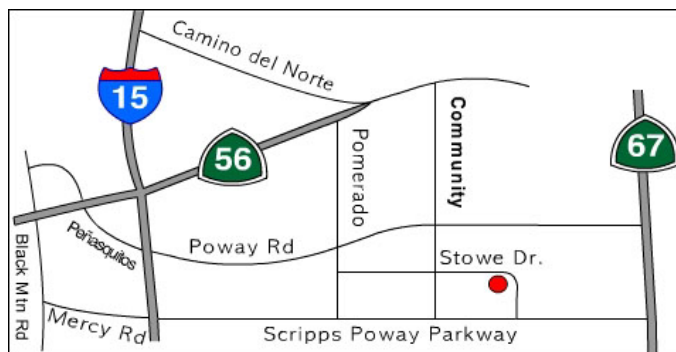 Camino del Norte
15
56
Pomerado
Community
67
Black Mtn Rd
Peñasquitos
Poway Rd
Stowe Dr.
Mercy Rd
Scripps Poway Parkway